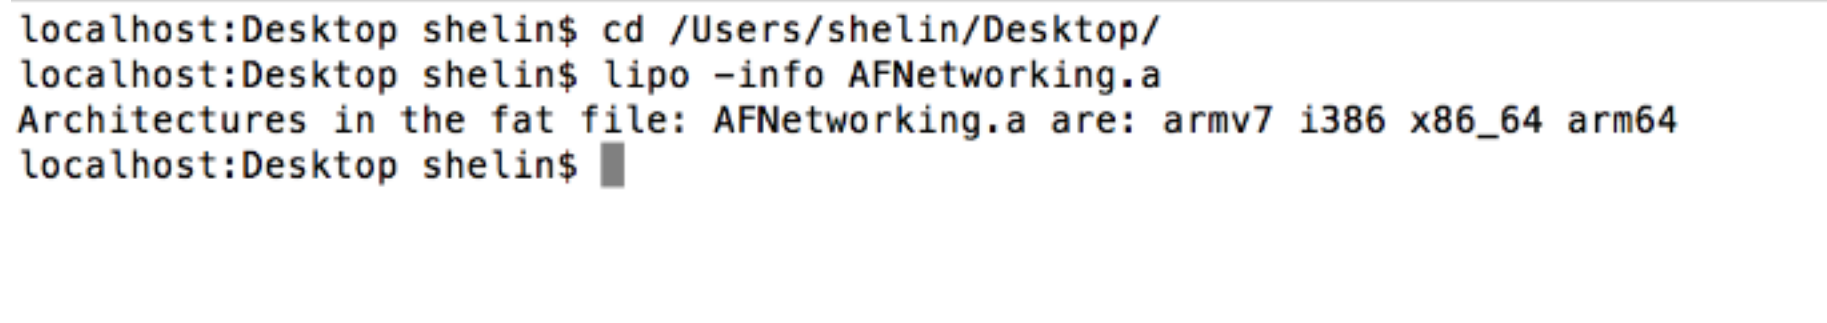 localhost:Desktop shelin$ cd /Users/shelin/Desktop/
localhost:Desktop shelin$ lipo -info AFNetworking.a
Architectures in the fat file: AFNetworking.a are: armv7 i386 x86_64 arm64
localhost:Desktop shelin$